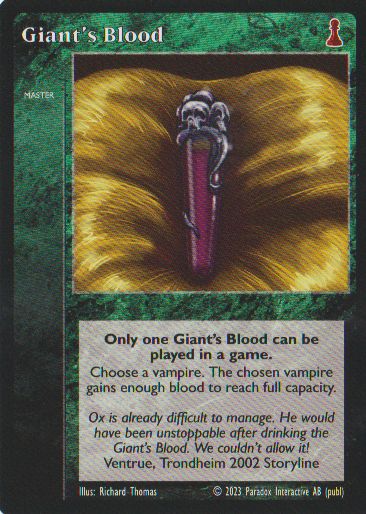 Giant's Blood
MASTER
Only one Giant's Blood can be
played in a game.
Choose a vampire. The chosen vampire
gains enough blood to reach full capacity.
Ox is already difficult to manage. He would
have been unstoppable after drinking the
Giant's Blood. We couldn't allow it!
Ventrue, Trondheim 2002 Storyline
Illus: Richard Thomas
© 2023 Paradox Interactive AB (publ)